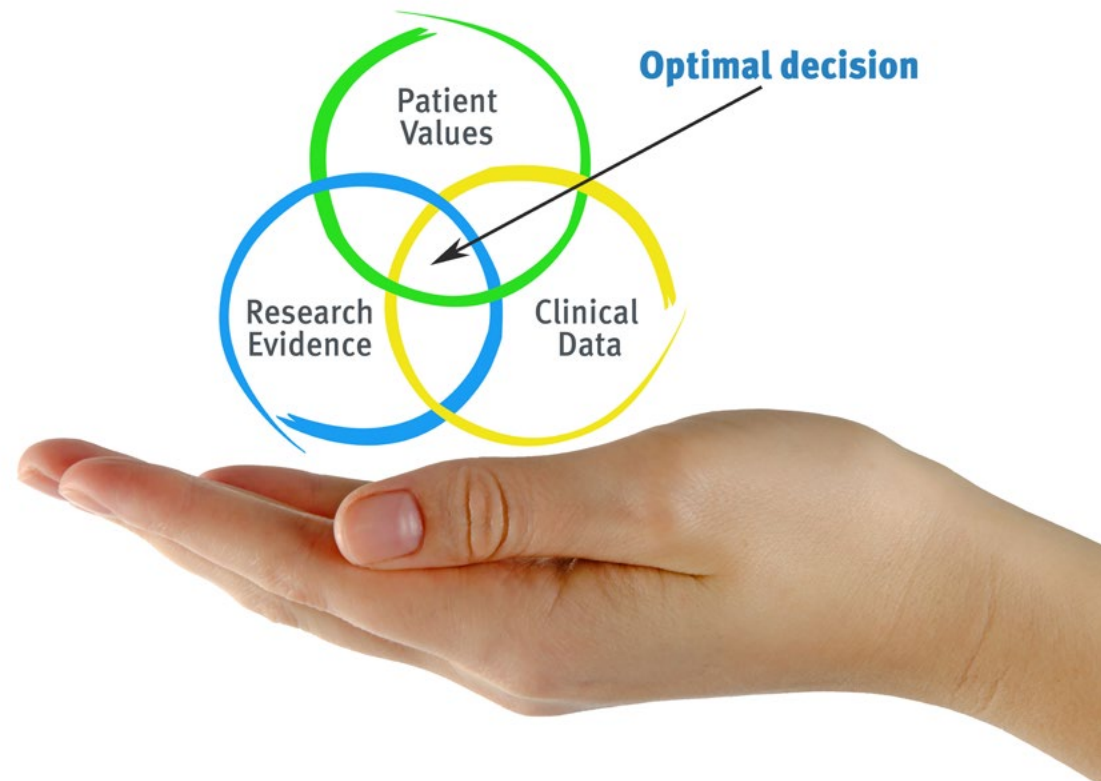 Optimal decision
Patient
Values
Research
Evidence
Clinical
Data